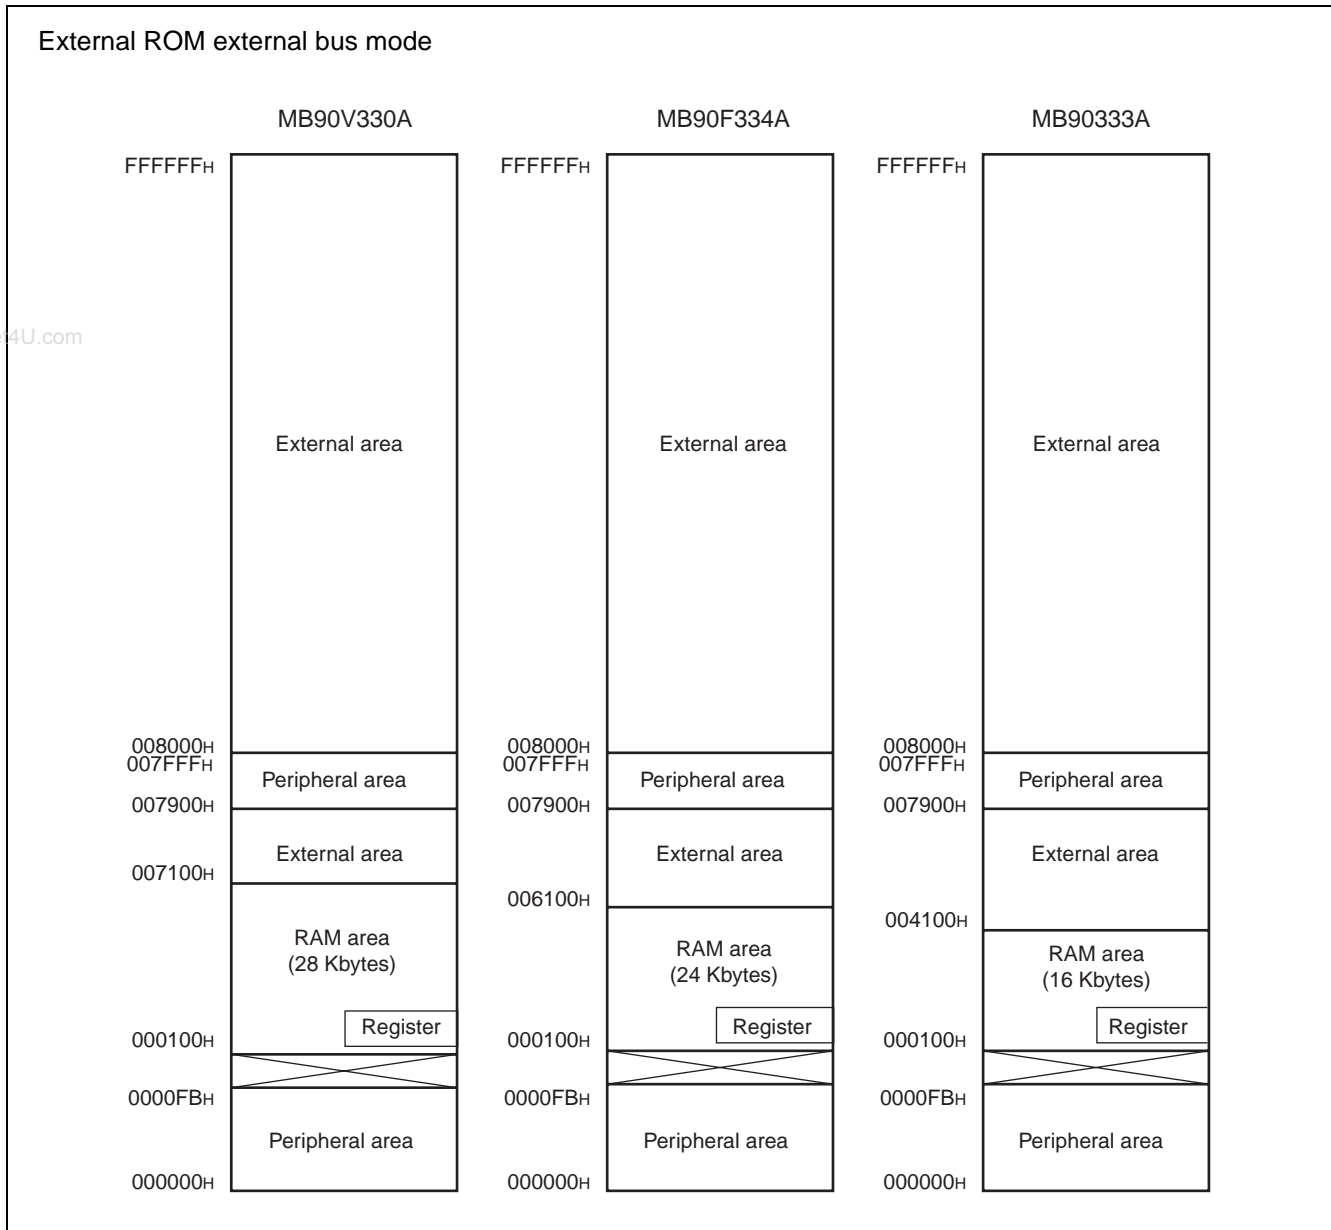 External ROM external bus mode
MB90V330A
FFFFFFH
External area
008000H
007FFFH
Peripheral area
007900H
External area
007100H
RAM area
(28 Kbytes)
Register
000100H
0000FBH
Peripheral area
000000H
MB90F334A
FFFFFFH
External area
008000H
007FFFH
Peripheral area
007900H
External area
006100H
RAM area
(24 Kbytes)
Register
000100H
0000FBH
Peripheral area
000000H
MB90333A
FFFFFFH
External area
008000H
007FFFH
Peripheral area
007900H
External area
004100H
RAM area
(16 Kbytes)
Register
000100H
0000FBH
Peripheral area
000000H
4U.com